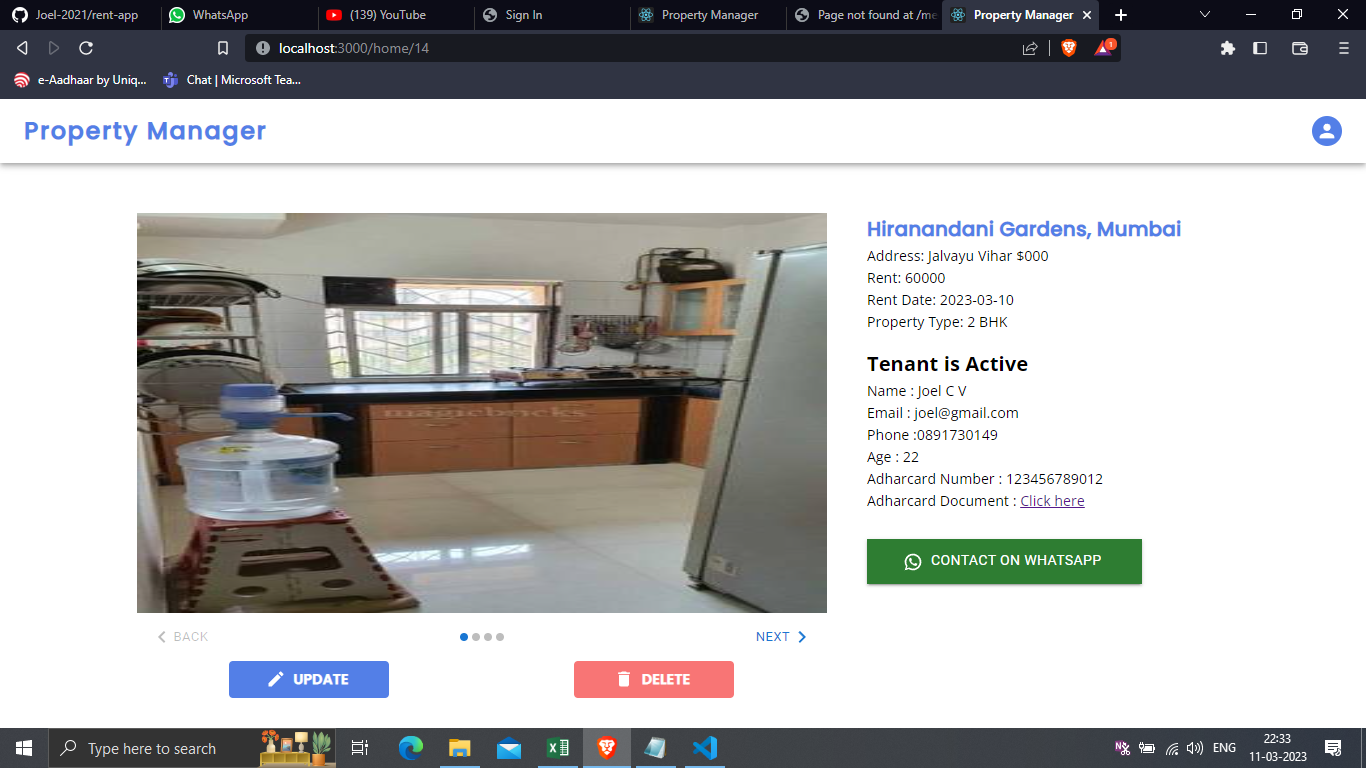 Joel-2021/rent-app
WhatsApp
(139) YouTube
Sign In
Property Manager
Page not found at /me
Property Manager
localhost:3000/home/14
1
e-Aadhaar by Uniq...
Chat | Microsoft Tea...
Property Manager
magicbricks
BACK
NEXT
UPDATE
DELETE
Hiranandani Gardens, Mumbai
Address: Jalvayu Vihar $000
Rent: 60000
Rent Date: 2023-03-10
Property Type: 2 BHK
Tenant is Active
Name : Joel C V
Email : joel@gmail.com
Phone :0891730149
Age : 22
Adharcard Number : 123456789012
Adharcard Document : Click here
CONTACT ON WHATSAPP
Type here to search
ENG
22:33
11-03-2023